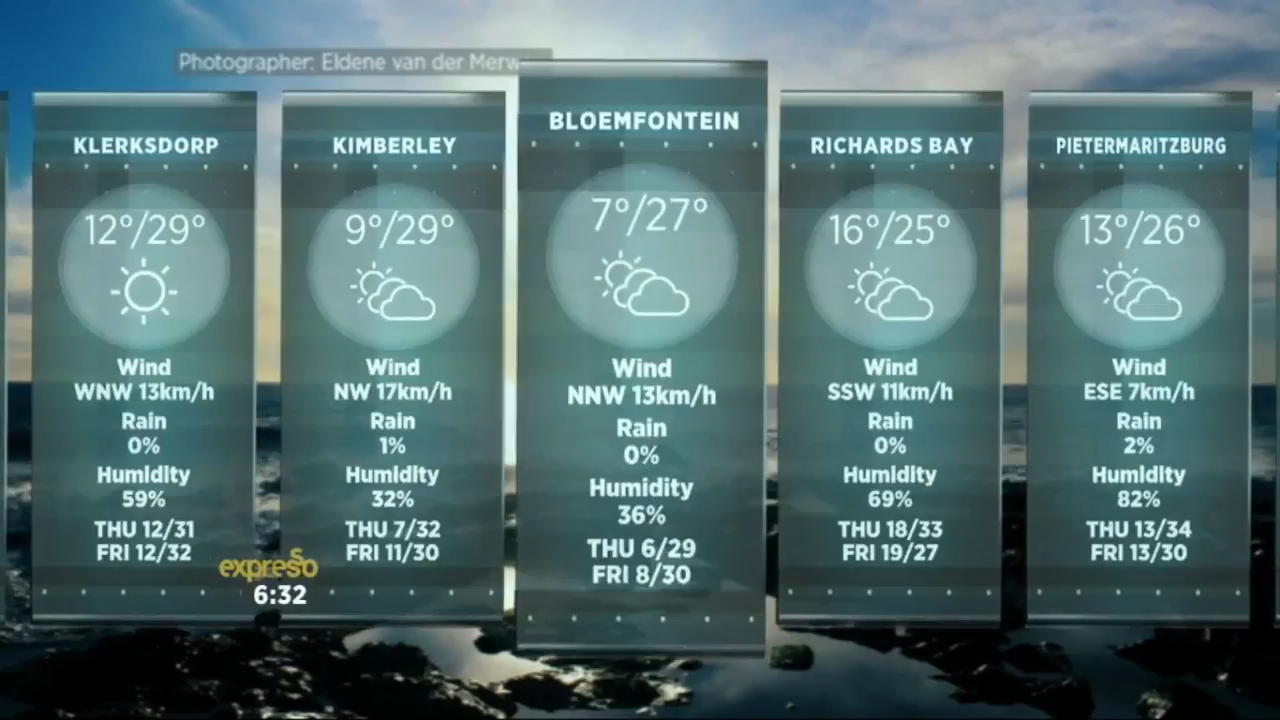 Photographer: Eldene van der Merw
KLERKSDORP
12°/29°
Wind
WNW 13km/h
Rain
0%
Humidity
59%
THU 12/31
FRI 12/32
KIMBERLEY
9°/29°
Wind
NW 17km/h
Rain
1%
Humidity
32%
THU 7/32
FRI 11/30
BLOEMFONTEIN
7°/27°
Wind
NNW 13km/h
Rain
0%
Humidity
36%
THU 6/29
FRI 8/30
RICHARDS BAY
16°/25°
Wind
SSW 11km/h
Rain
0%
Humidity
69%
THU 18/33
FRI 19/27
PIETERMARITZBURG
13°/26°
Wind
ESE 7km/h
Rain
2%
Humidity
82%
THU 13/34
FRI 13/30
expresso
6:32